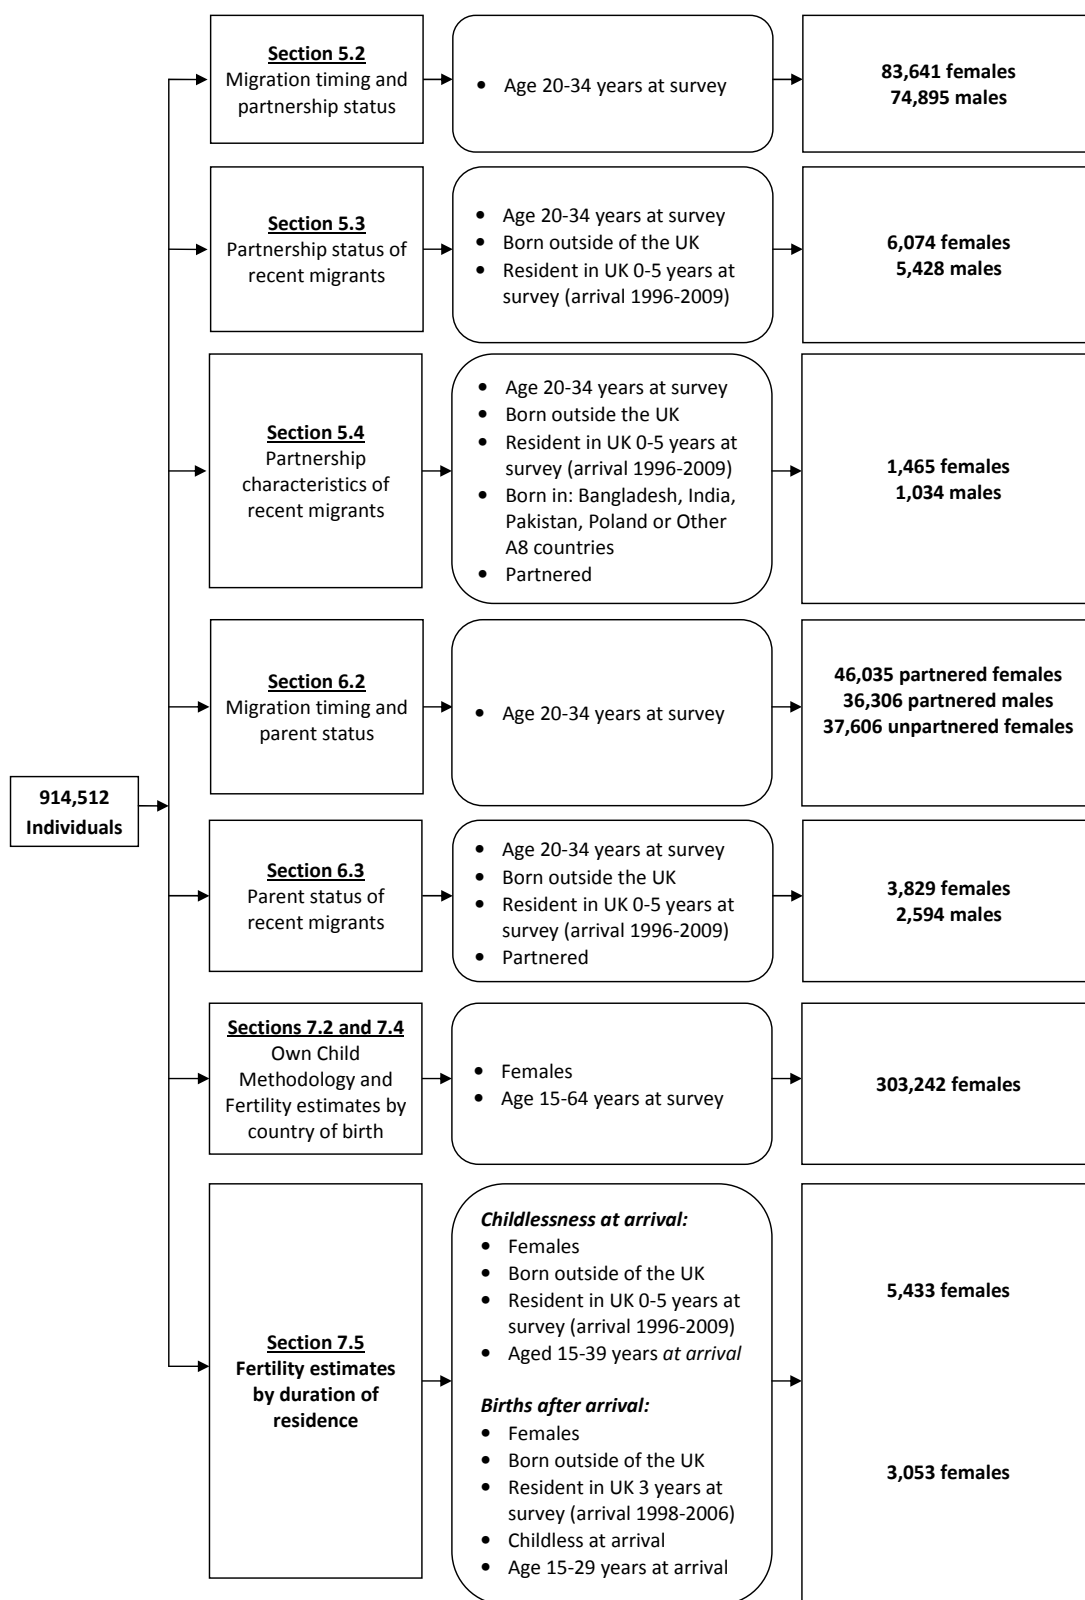 Section 5.2
Migration timing and
partnership status
• Age 20-34 years at survey
83,641 females
74,895 males
Section 5.3
Partnership status of
recent migrants
• Age 20-34 years at survey
• Born outside of the UK
• Resident in UK 0-5 years at
survey (arrival 1996-2009)
6,074 females
5,428 males
Section 5.4
Partnership
characteristics of
recent migrants
• Age 20-34 years at survey
• Born outside the UK
• Resident in UK 0-5 years at
survey (arrival 1996-2009)
• Born in: Bangladesh, India,
Pakistan, Poland or Other
A8 countries
• Partnered
1,465 females
1,034 males
Section 6.2
Migration timing and
parent status
• Age 20-34 years at survey
46,035 partnered females
36,306 partnered males
37,606 unpartnered females
914,512
Individuals
Section 6.3
Parent status of
recent migrants
• Age 20-34 years at survey
• Born outside the UK
• Resident in UK 0-5 years at
survey (arrival 1996-2009)
• Partnered
3,829 females
2,594 males
Sections 7.2 and 7.4
Own Child
Methodology and
Fertility estimates by
country of birth
• Females
• Age 15-64 years at survey
303,242 females
Section 7.5
Fertility estimates
by duration of
residence
Childlessness at arrival:
• Females
• Born outside of the UK
• Resident in UK 0-5 years at
survey (arrival 1996-2009)
• Aged 15-39 years at arrival
5,433 females
Births after arrival:
• Females
• Born outside of the UK
• Resident in UK 3 years at
survey (arrival 1998-2006)
• Childless at arrival
• Age 15-29 years at arrival
3,053 females